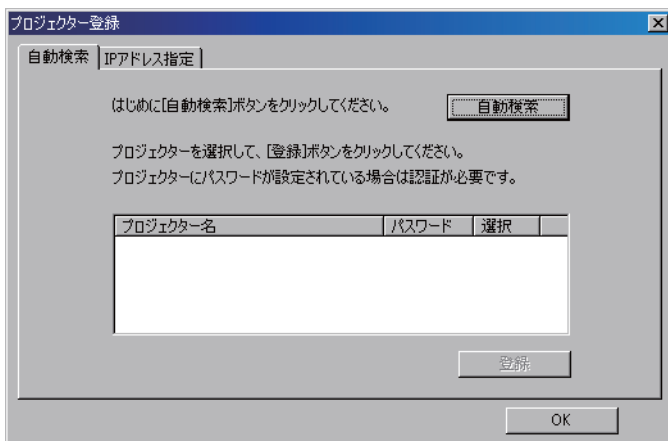 プロジェクター登録
自動検索 IPアドレス指定
はじめに[自動検索]ボタンをクリックしてください。 自動検索
プロジェクターを選択して、[登録]ボタンをクリックしてください。
プロジェクターにパスワードが設定されている場合は認証が必要です。
プロジェクター名 パスワード 選択
登録
OK